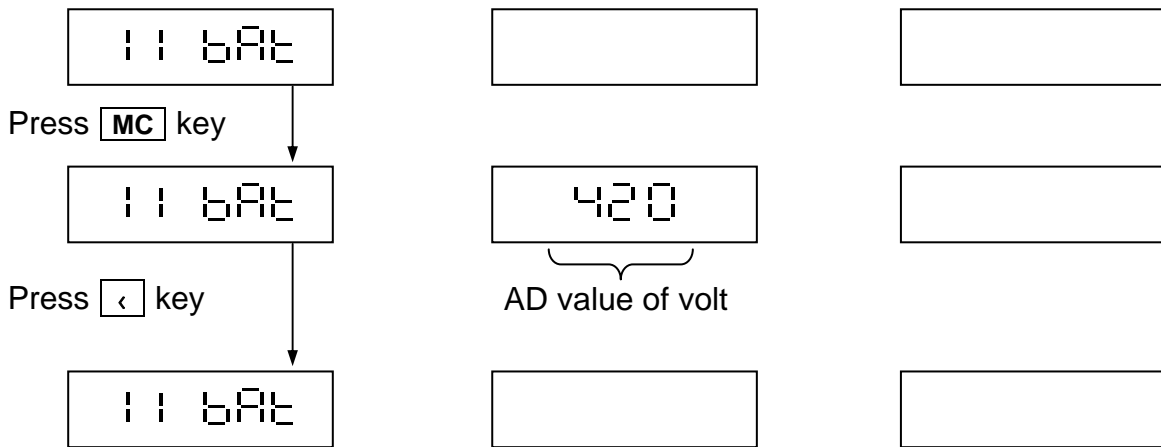 11 bAt
Press MC key
11 bAt 420
Press ‹ key AD value of volt
11 bAt